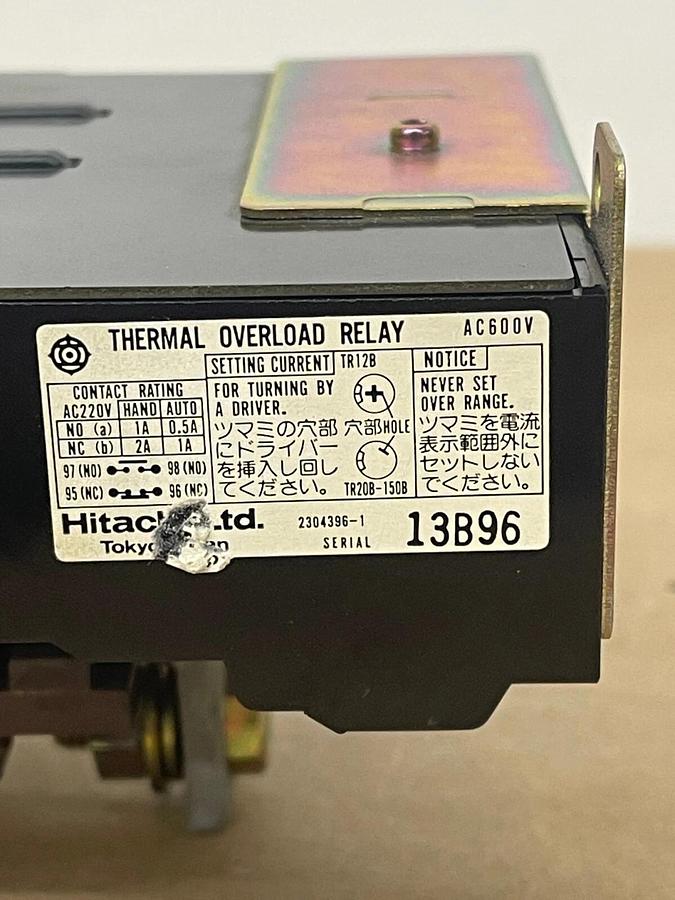 THERMAL OVERLOAD RELAY AC600V
CONTACT RATING
AC220V HAND AUTO
NO (a) 1A 0.5A
NC (b) 2A 1A
97(NO) 98(NO)
95(NC) 96(NC)
SETTING CURRENT TR12B
FOR TURNING BY
A DRIVER.
ツマミの穴部
にドライバー
を挿入し回し
てください。
穴部HOLE
TR20B-150B
NOTICE
NEVER SET
OVER RANGE.
ツマミを電流
表示範囲外に
セットしない
でください。
Ltd.
2304396-1
SERIAL
13B96